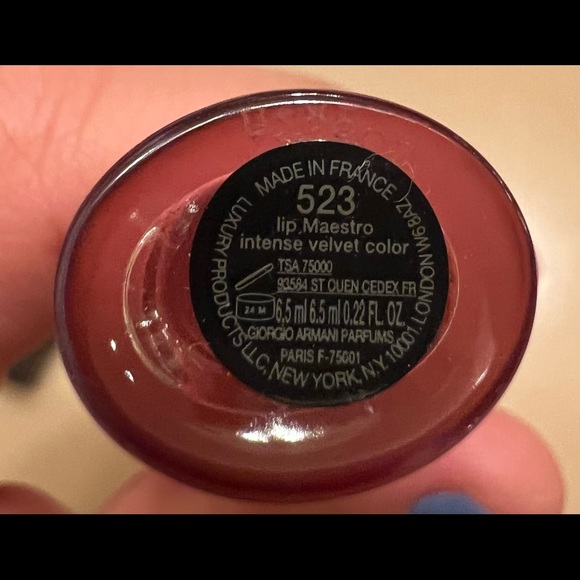 MADE IN FRANCE
523
lip Maestro
intense velvet color
TSA 75000
93584 ST OUEN CEDEX FR
24 M
6,5 ml 6.5 ml 0.22 FL. OZ.
GIORGIO ARMANI PARFUMS
PARIS F-75001
LUXURY PRODUCTS LLC, NEW YORK, N.Y. 10001. LONDON W6 8AZ